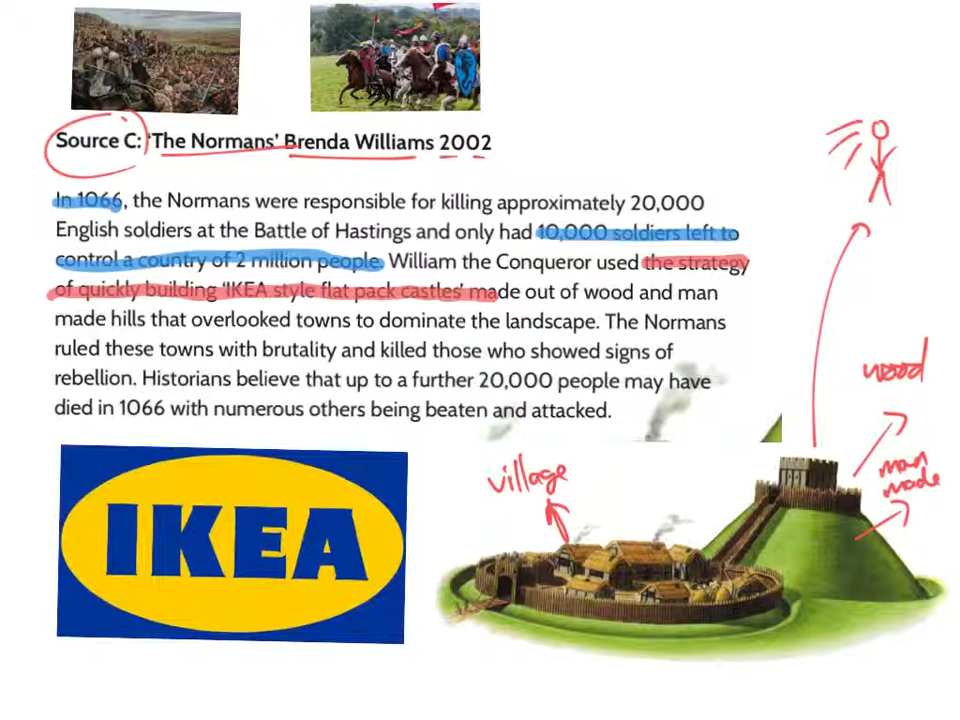 Source C: 'The Normans' Brenda Williams 2002
In 1066, the Normans were responsible for killing approximately 20,000
English soldiers at the Battle of Hastings and only had 10,000 soldiers left to
control a country of 2 million people. William the Conqueror used the strategy
of quickly building 'IKEA style flat pack castles' made out of wood and man
made hills that overlooked towns to dominate the landscape. The Normans
ruled these towns with brutality and killed those who showed signs of
rebellion. Historians believe that up to a further 20,000 people may have
died in 1066 with numerous others being beaten and attacked.
wood
man
made
village
IKEA